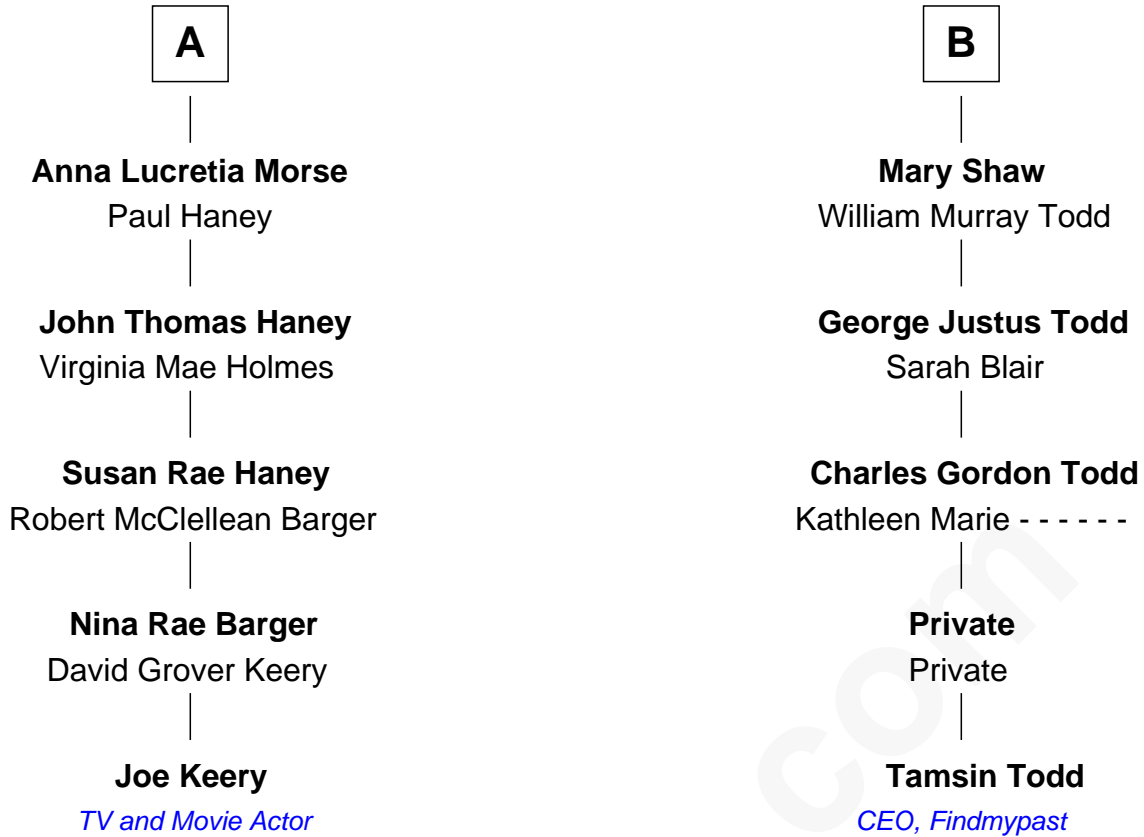 A
Anna Lucretia Morse
Paul Haney
John Thomas Haney
Virginia Mae Holmes
Susan Rae Haney
Robert McClellean Barger
Nina Rae Barger
David Grover Keery
Joe Keery
TV and Movie Actor
B
Mary Shaw
William Murray Todd
George Justus Todd
Sarah Blair
Charles Gordon Todd
Kathleen Marie - - - - - -
Private
Private
Tamsin Todd
CEO, Findmypast
com